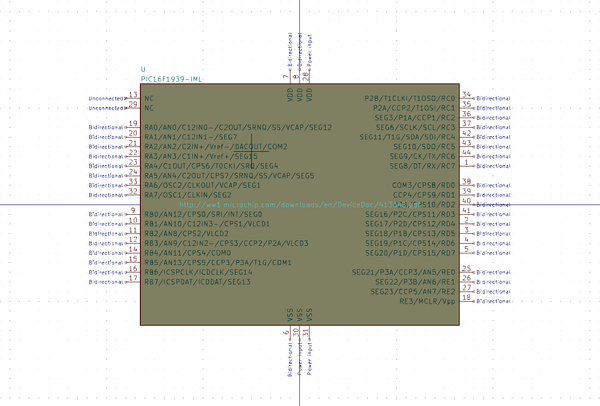 U
PIC16F1939-IML
Bidirectional 7 VDD
Bidirectional 8 VDD
Power input 28 VDD
Unconnected 13 NC
Unconnected 29 NC
Bidirectional 19 RA0/AN0/C12IN0-/C2OUT/SRNQ/SS/VCAP/SEG12
Bidirectional 20 RA1/AN1/C12IN1-/SEG7
Bidirectional 21 RA2/AN2/C2IN+/Vref-/DACOUT/COM2
Bidirectional 22 RA3/AN3/C1IN+/Vref+/SEG15
Bidirectional 23 RA4/C1OUT/CPS6/T0CKI/SRQ/SEG4
Bidirectional 24 RA5/AN4/C2OUT/CPS7/SRNQ/SS/VCAP/SEG5
Bidirectional 33 RA6/OSC2/CLKOUT/VCAP/SEG1
Bidirectional 32 RA7/OSC1/CLKIN/SEG2
Bidirectional 9 RB0/AN12/CPS0/SRI/INT/SEG0
Bidirectional 10 RB1/AN10/C12IN3-/CPS1/VLCD1
Bidirectional 11 RB2/AN8/CPS2/VLCD2
Bidirectional 12 RB3/AN9/C12IN2-/CPS3/CCP2/P2A/VLCD3
Bidirectional 14 RB4/AN11/CPS4/COM0
Bidirectional 15 RB5/AN13/CPS5/CCP3/P3A/T1G/COM1
Bidirectional 16 RB6/ICSPCLK/ICDCLK/SEG14
Bidirectional 17 RB7/ICSPDAT/ICDDAT/SEG13
P2B/T1CLKI/T1OSO/RC0 34 Bidirectional
P2A/CCP2/T1OSI/RC1 35 Bidirectional
SEG3/P1A/CCP1/RC2 36 Bidirectional
SEG6/SCK/SCL/RC3 37 Bidirectional
SEG11/T1G/SDA/SDI/RC4 42 Bidirectional
SEG10/SDO/RC5 43 Bidirectional
SEG9/CK/TX/RC6 44 Bidirectional
SEG8/DT/RX/RC7 1 Bidirectional
COM3/CPS8/RD0 38 Bidirectional
CCP4/CPS9/RD1 39 Bidirectional
RD2 40 Bidirectional
SEG16/P2C/CPS11/RD3 41 Bidirectional
SEG17/P2D/CPS12/RD4 2 Bidirectional
SEG18/P1B/CPS13/RD5 3 Bidirectional
SEG19/P1C/CPS14/RD6 4 Bidirectional
SEG20/P1D/CPS15/RD7 5 Bidirectional
SEG21/P3A/CCP3/AN5/RE0 25 Bidirectional
SEG22/P3B/AN6/RE1 26 Bidirectional
SEG23/CCP5/AN7/RE2 27 Bidirectional
RE3/MCLR/Vpp 18 Bidirectional
VSS 6 Bidirectional
VSS 30 Power input
VSS 31 Power input